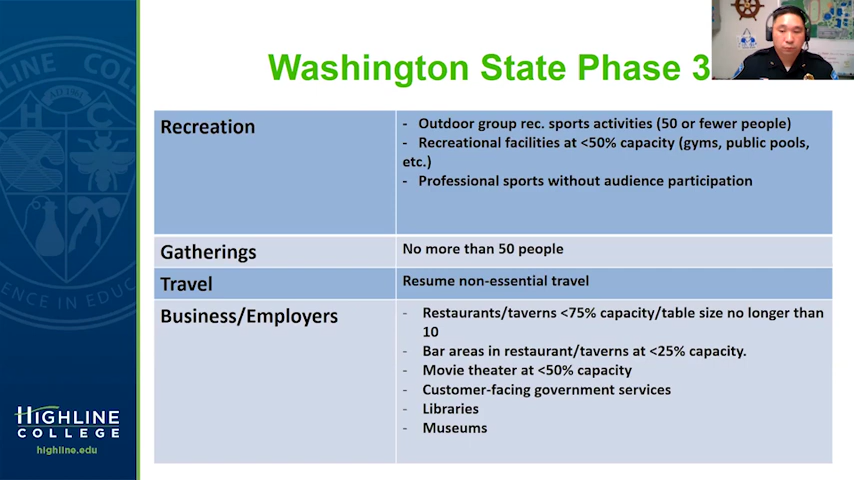 Washington State Phase 3
Recreation
- Outdoor group rec. sports activities (50 or fewer people)
- Recreational facilities at <50% capacity (gyms, public pools,
etc.)
- Professional sports without audience participation
Gatherings
No more than 50 people
Travel
Resume non-essential travel
Business/Employers
- Restaurants/taverns <75% capacity/table size no longer than
10
- Bar areas in restaurant/taverns at <25% capacity.
- Movie theater at <50% capacity
- Customer-facing government services
- Libraries
- Museums
HIGHLINE
COLLEGE
highline.edu